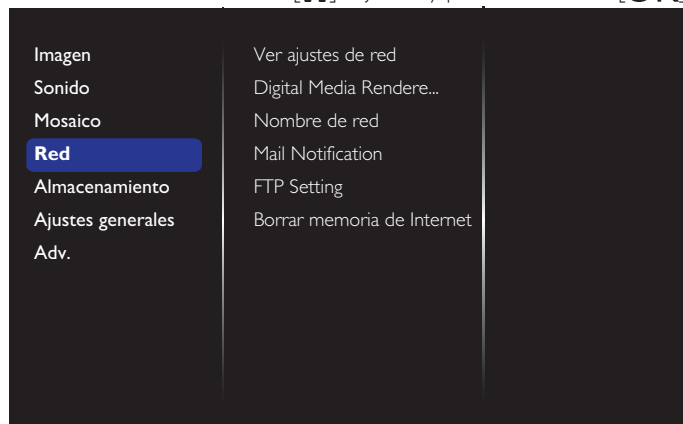 Imagen
Sonido
Mosaico
Red
Almacenamiento
Ajustes generales
Adv.
Ver ajustes de red
Digital Media Rendere...
Nombre de red
Mail Notification
FTP Setting
Borrar memoria de Internet